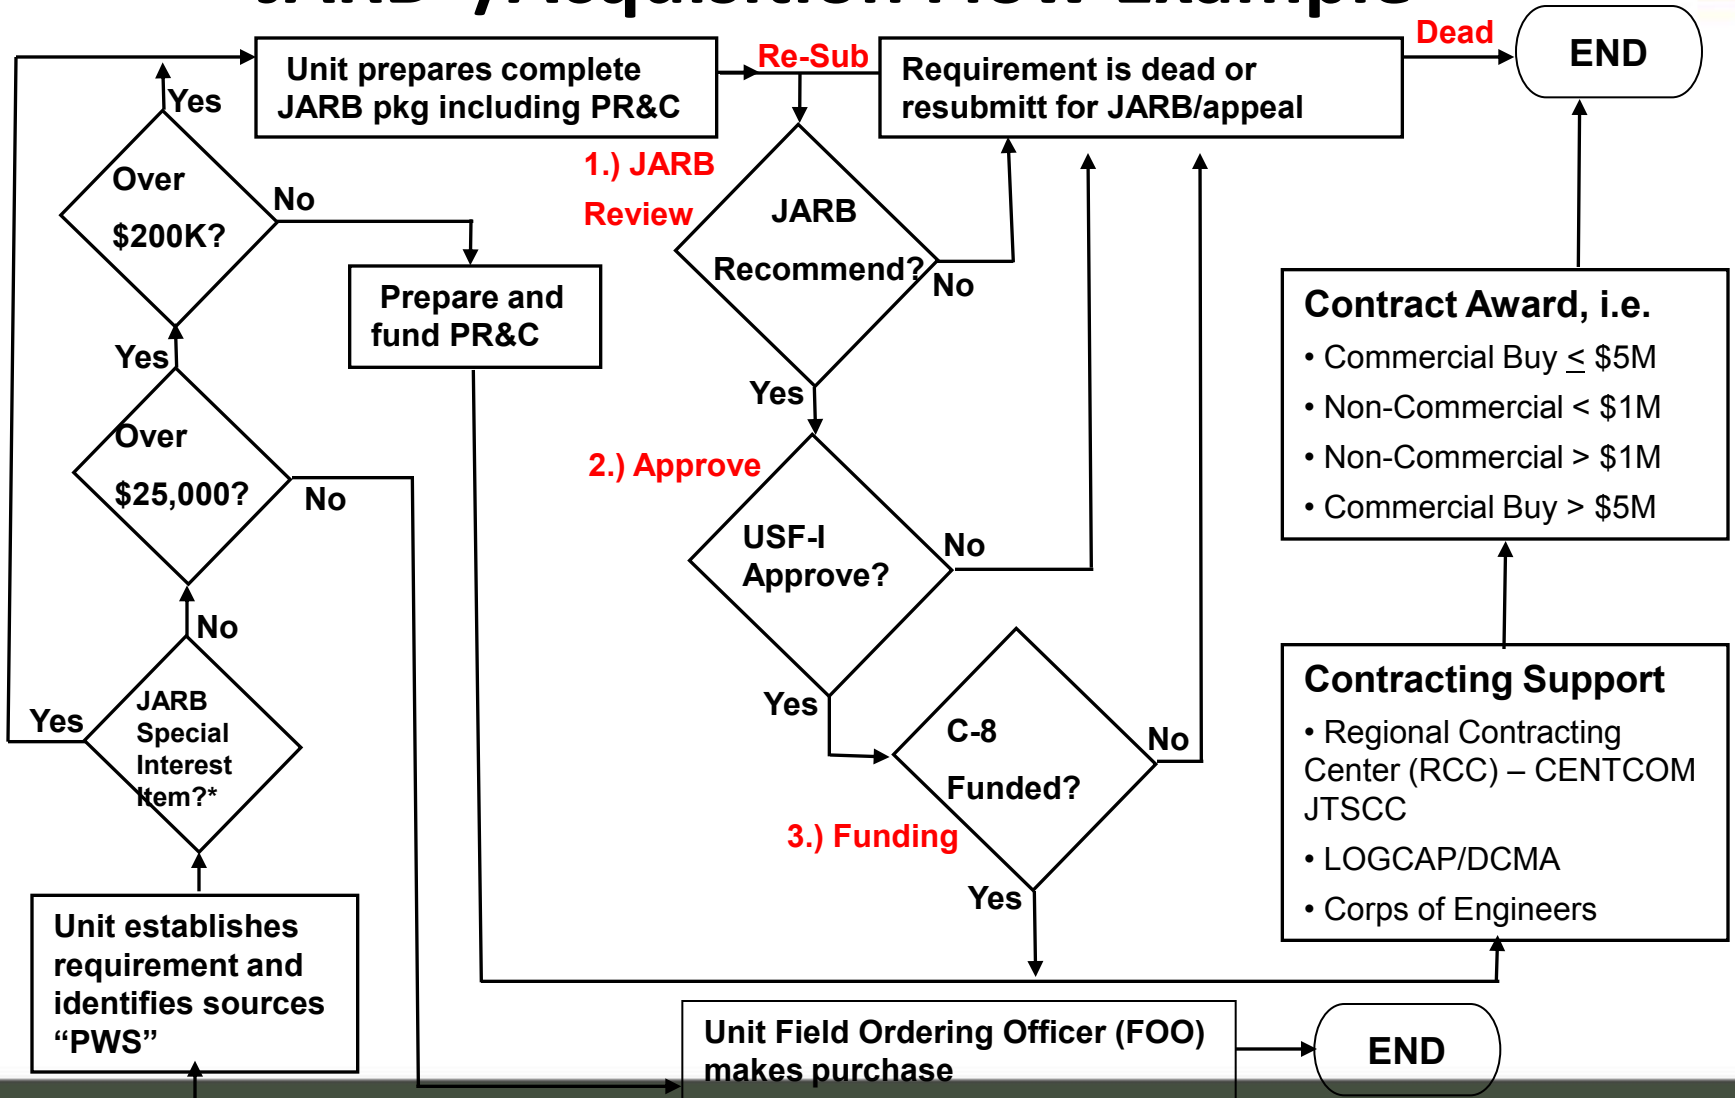 JARB /Acquisition Flow Example
Dead
END
Unit prepares complete
JARB pkg including PR&C
Re-Sub
Requirement is dead or
resubmitt for JARB/appeal
Yes
Over
$200K?
No
1.) JARB
Review
JARB
Recommend?
No
Prepare and
fund PR&C
Contract Award, i.e.
• Commercial Buy < $5M
• Non-Commercial < $1M
• Non-Commercial > $1M
• Commercial Buy > $5M
Yes
Over
$25,000?
No
Yes
2.) Approve
USF-I
Approve?
No
No
JARB
Special
Interest
Item?*
Yes
Yes
C-8
Funded?
No
3.) Funding
Yes
Contracting Support
• Regional Contracting
Center (RCC) – CENTCOM
JTSCC
• LOGCAP/DCMA
• Corps of Engineers
Unit establishes
requirement and
identifies sources
“PWS”
Unit Field Ordering Officer (FOO)
makes purchase
END